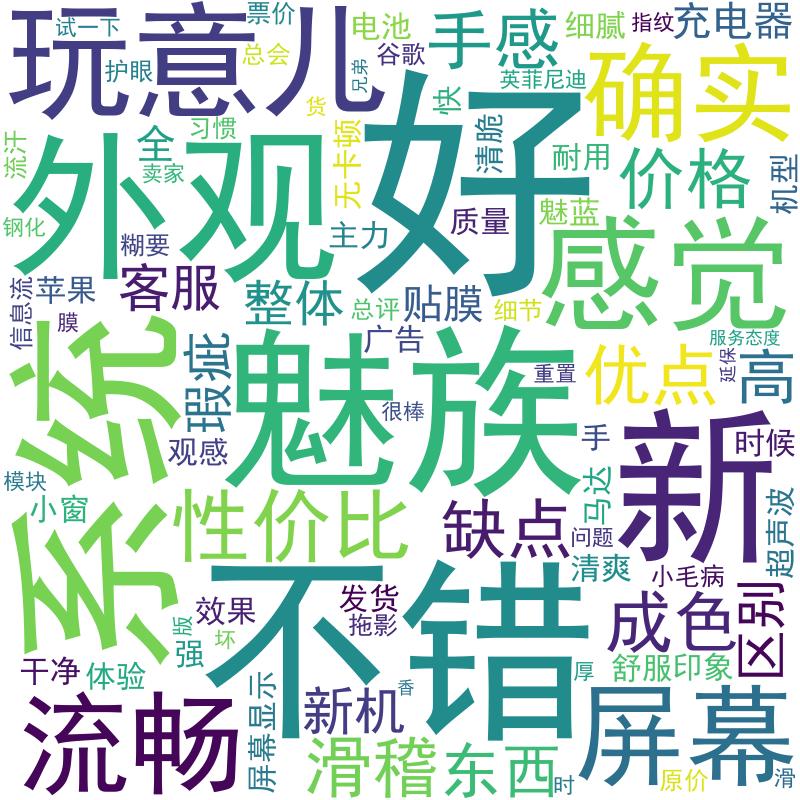 玩意儿
试一下
票价
总会
护眼
兄弟
电池
谷歌
手感
细腻
指纹
充电器
英菲尼迪
货
快
确实
好
外观
流汗
全
习惯
卖家
钢化
无卡顿
清脆
耐用
价格
机型
质量
魅蓝
主力
糊要
感觉
信息流
苹果
膜
客服
整体
总评
贴膜
细节
广告
服务态度
延保
系统
瑕疵
魅族
重置
优点
高
很棒
观感
新
手
时候
模块
小窗
性价比
缺点
马达
问题
超声波
清爽
小毛病
不错
效果
版
强
坏
发货
拖影
成色
区别
干净
体验
舒服印象
厚
香
流畅
屏幕显示
新机
屏幕
滑稽
东西
时
原价
滑